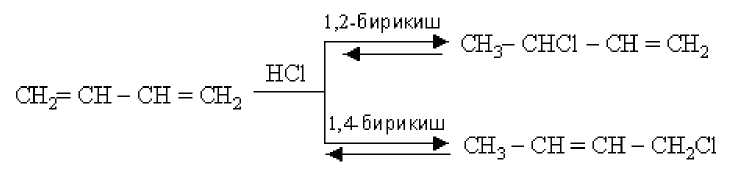 1,2-бирикиш
CH₃– CHCl – CH = CH₂
HCl
CH₂= CH – CH = CH₂
1,4-бирикиш
CH₃ – CH = CH – CH₂Cl